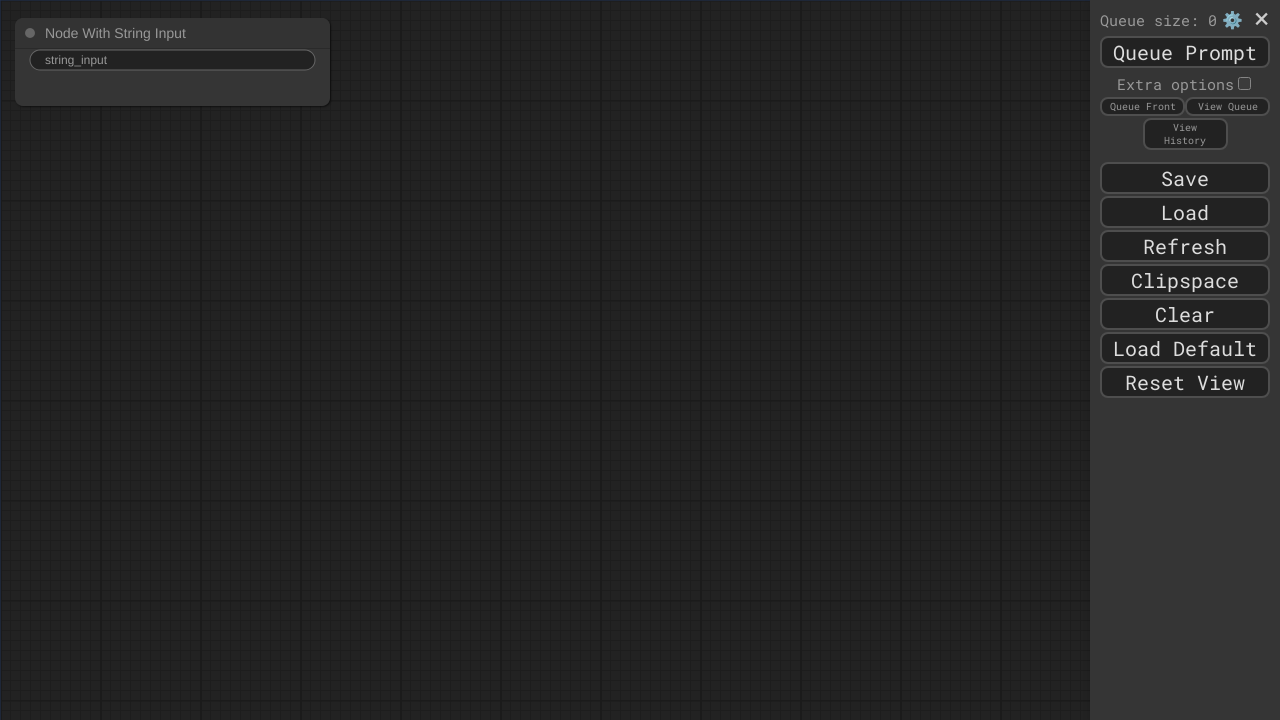 Node With String Input
string_input
Queue size: 0
Queue Prompt
Extra options
Queue Front
View Queue
View
History
Save
Load
Refresh
Clipspace
Clear
Load Default
Reset View